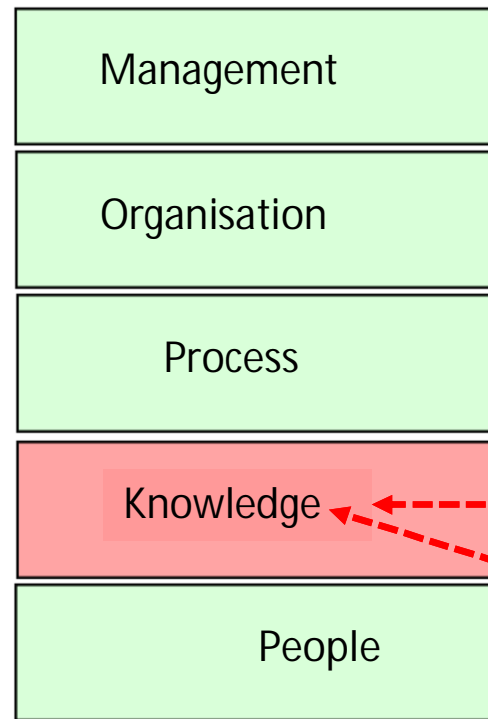 Management
Organisation
Process
Knowledge
People